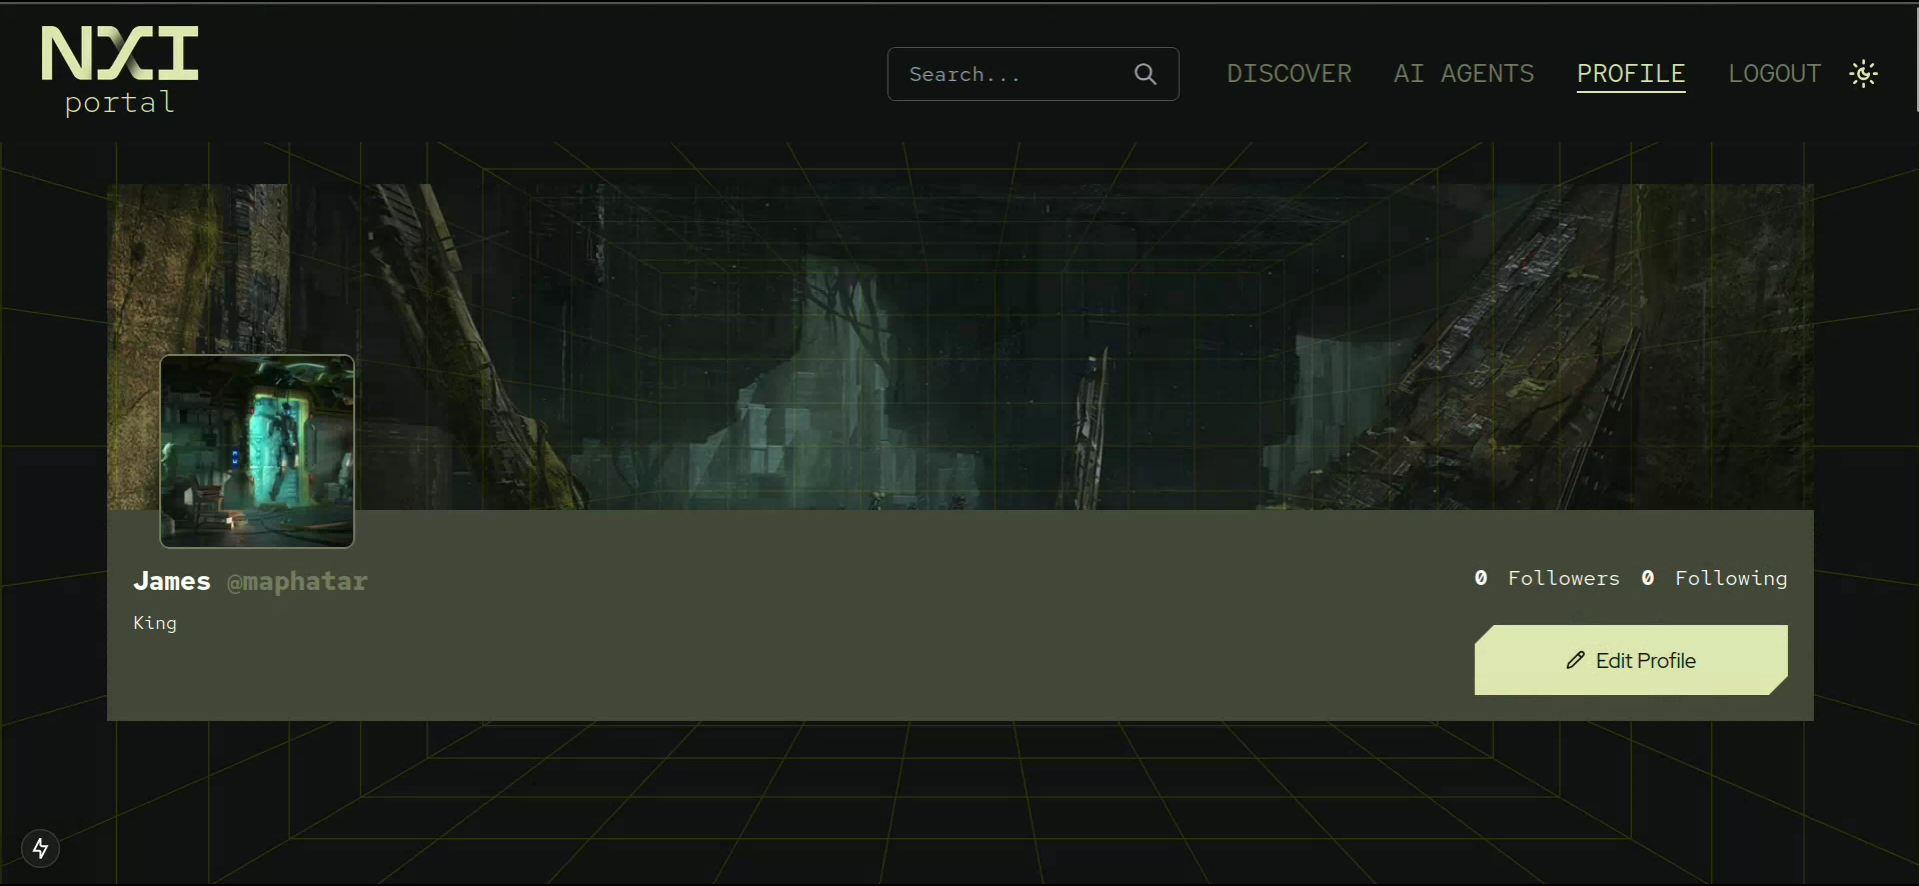 NXI
portal
Search...
DISCOVER
AI AGENTS
PROFILE
LOGOUT
James @maphatar
King
0 Followers 0 Following
Edit Profile